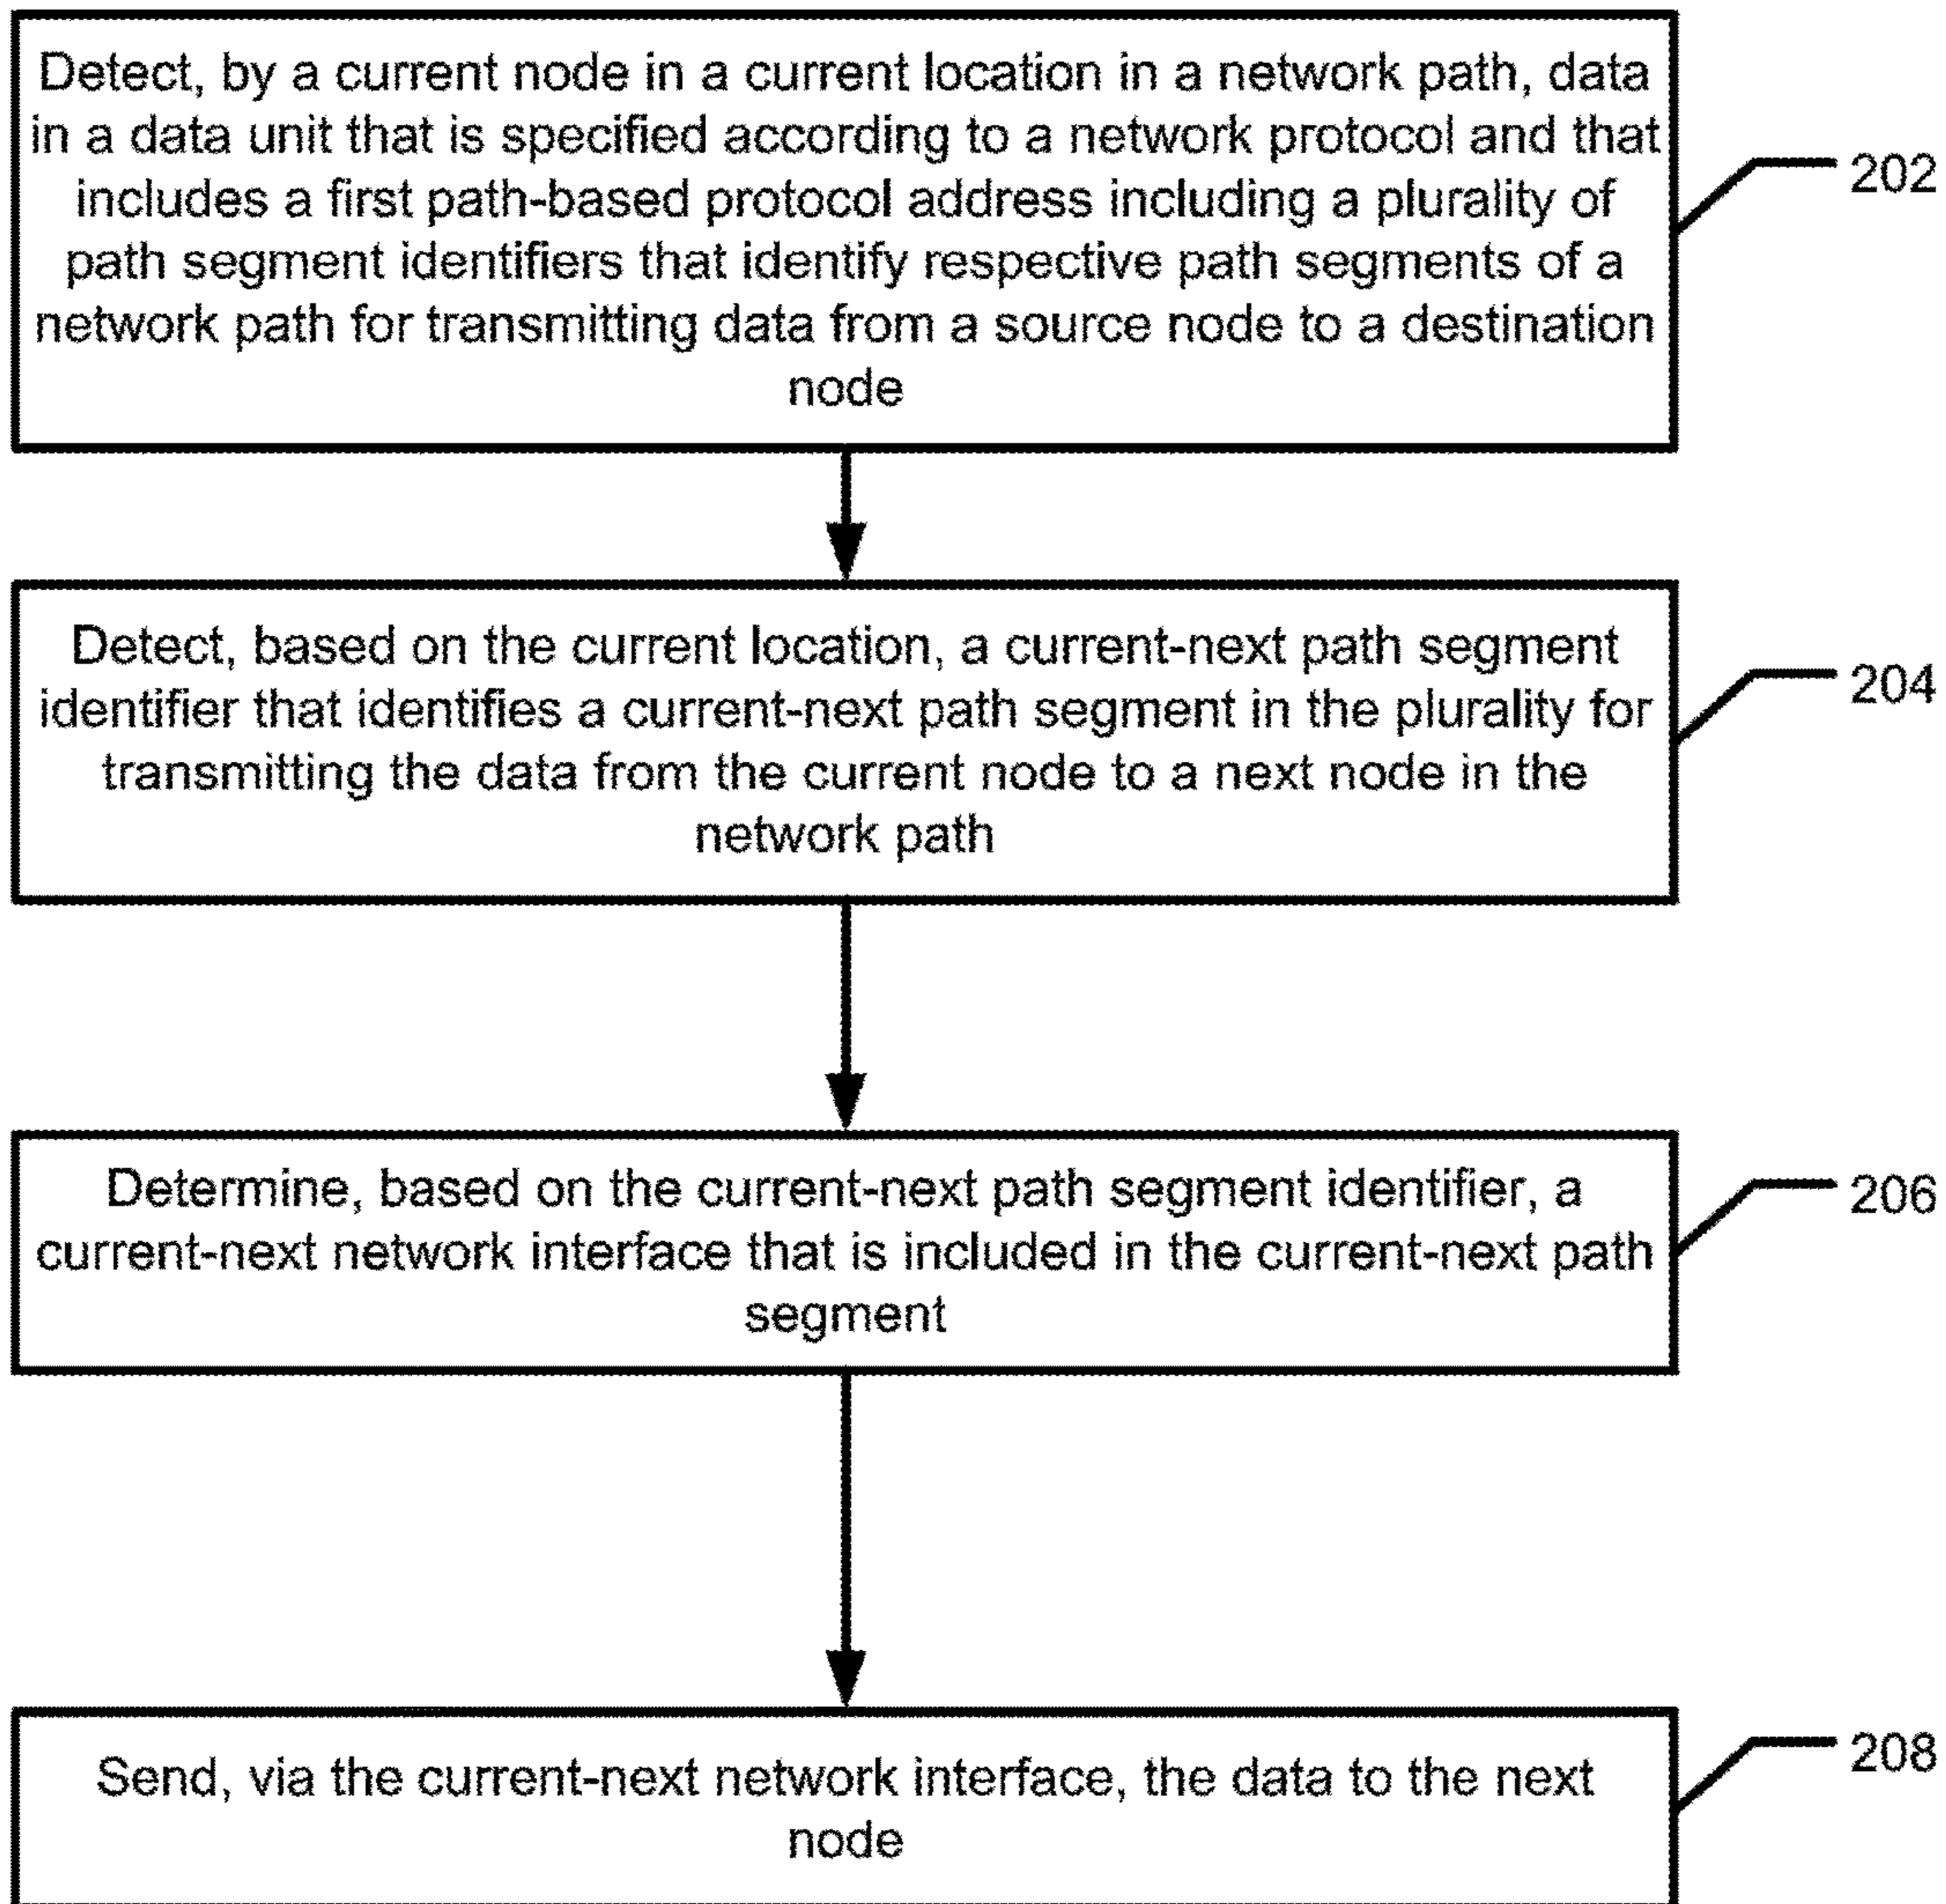 Detect, by a current node in a current location in a network path, data
in a data unit that is specified according to a network protocol and that
includes a first path-based protocol address including a plurality of
path segment identifiers that identify respective path segments of a
network path for transmitting data from a source node to a destination
node
202
Detect, based on the current location, a current-next path segment
identifier that identifies a current-next path segment in the plurality for
transmitting the data from the current node to a next node in the
network path
204
Determine, based on the current-next path segment identifier, a
current-next network interface that is included in the current-next path
segment
206
Send, via the current-next network interface, the data to the next
node
208